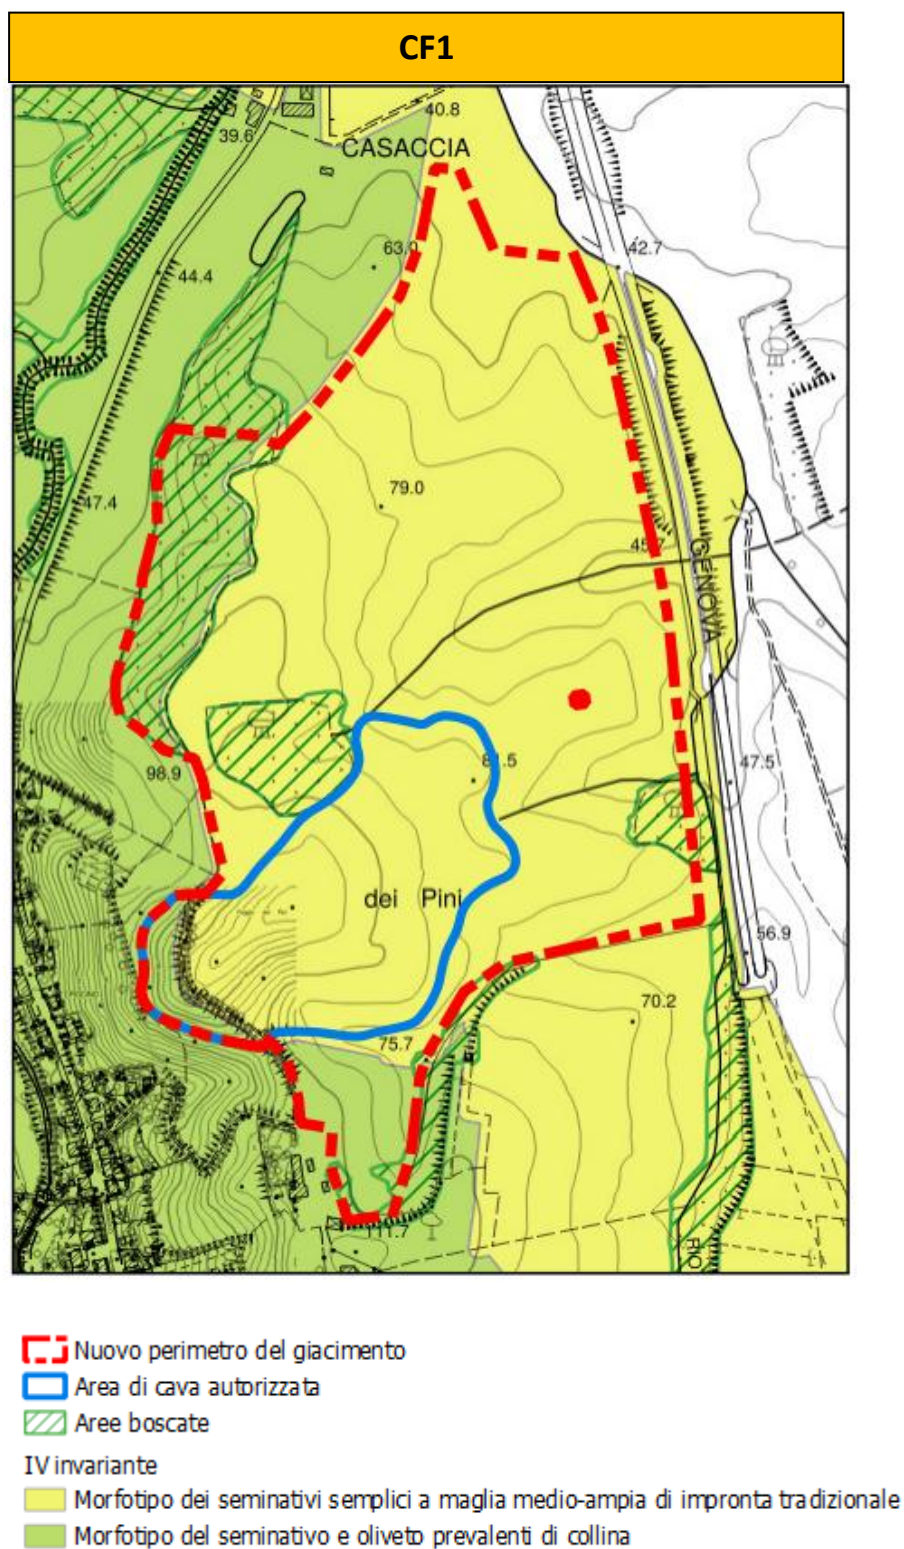 CF1
40.8
39.6
CASACCIA
63.0
42.7
44.4
79.0
47.4
GENOVA
98.9
81.5
47.5
dei Pini
56.9
70.2
75.7
111.7
RIO
Nuovo perimetro del giacimento
Area di cava autorizzata
Aree boscate
IV invariante
Morfotipo dei seminativi semplici a maglia medio-ampia di impronta tradizionale
Morfotipo del seminativo e oliveto prevalenti di collina